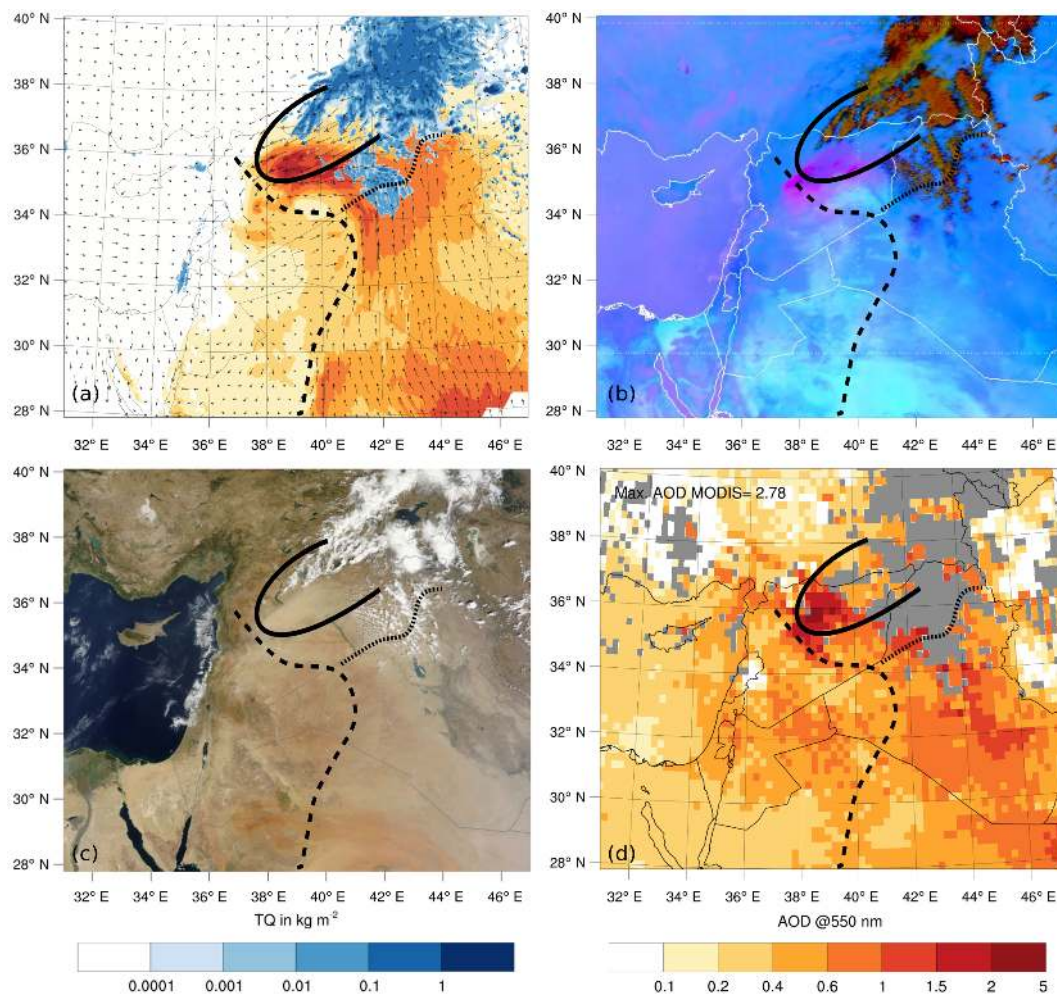 40° N 40° N
38° N 38° N
36° N 36° N
34° N 34° N
32° N 32° N
30° N 30° N
28° N (a) 28° N (b)
32° E 34° E 36° E 38° E 40° E 42° E 44° E 46° E 32° E 34° E 36° E 38° E 40° E 42° E 44° E 46° E
40° N 40° N Max. AOD MODIS= 2.78
38° N 38° N
36° N 36° N
34° N 34° N
32° N 32° N
30° N 30° N
28° N (c) 28° N (d)
32° E 34° E 36° E 38° E 40° E 42° E 44° E 46° E 32° E 34° E 36° E 38° E 40° E 42° E 44° E 46° E
TQ in kg m⁻² AOD @550 nm
0.0001 0.001 0.01 0.1 1 0.1 0.2 0.4 0.6 1 1.5 2 5